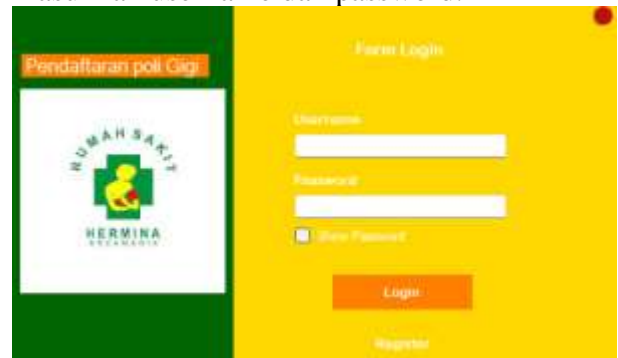 Pendaftaran poli Gigi
RUMAH SAKIT
HERMINA
Form Login
Username
Password
Show Password
Login
Register